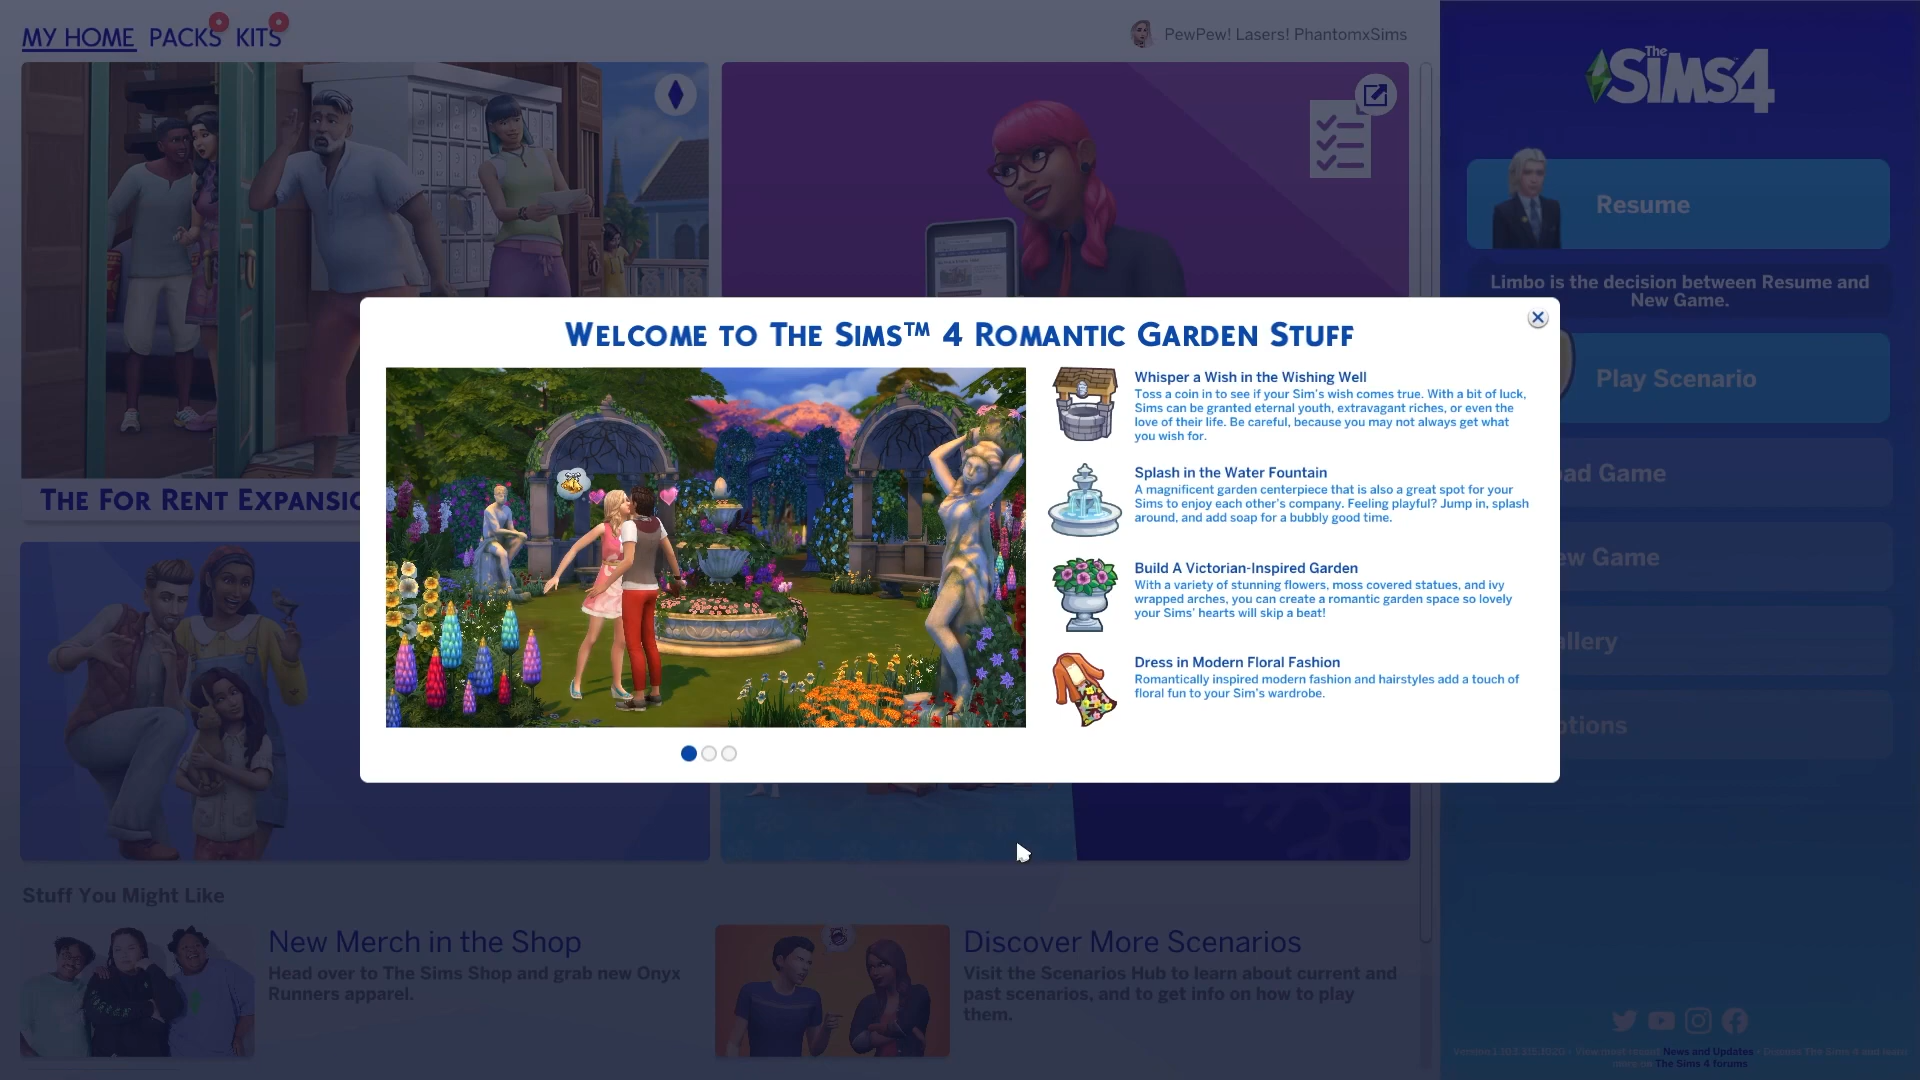 MY HOME PACKS KITS
PewPew! Lasers! PhantomxSims
The
SIMS4
Resume
Limbo is the decision between Resume and
New Game.
Play Scenario
ad Game
w Game
llery
tions
THE FOR RENT EXPANSIO
WELCOME TO THE SIMS™ 4 ROMANTIC GARDEN STUFF
Whisper a Wish in the Wishing Well
Toss a coin in to see if your Sim's wish comes true. With a bit of luck,
Sims can be granted eternal youth, extravagant riches, or even the
love of their life. Be careful, because you may not always get what
you wish for.
Splash in the Water Fountain
A magnificent garden centerpiece that is also a great spot for your
Sims to enjoy each other's company. Feeling playful? Jump in, splash
around, and add soap for a bubbly good time.
Build A Victorian-Inspired Garden
With a variety of stunning flowers, moss covered statues, and ivy
wrapped arches, you can create a romantic garden space so lovely
your Sims' hearts will skip a beat!
Dress in Modern Floral Fashion
Romantically inspired modern fashion and hairstyles add a touch of
floral fun to your Sim's wardrobe.
Stuff You Might Like
New Merch in the Shop
Head over to The Sims Shop and grab new Onyx
Runners apparel.
Discover More Scenarios
Visit the Scenarios Hub to learn about current and
past scenarios, and to get info on how to play
them.
View most recent News and Updates - Discuss The Sims 4 and learn
more on The Sims 4 forums